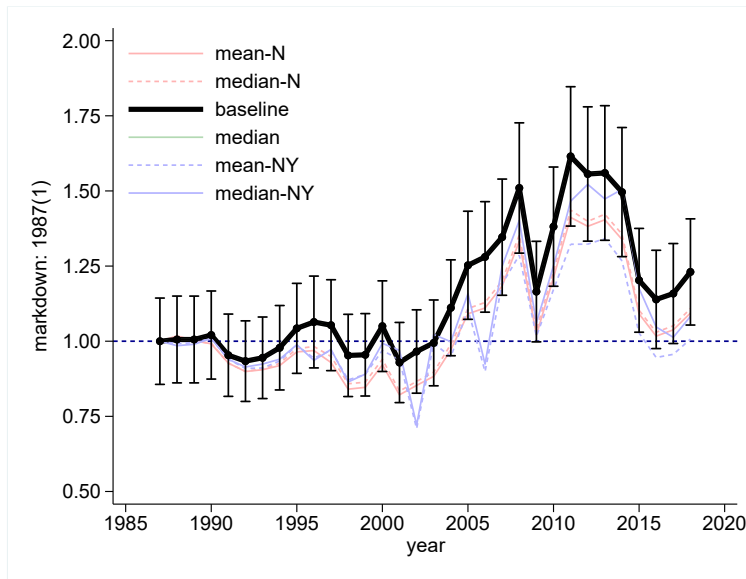 2.00
1.75
1.50
1.25
1.00
0.75
0.50
markdown: 1987(1)
mean-N
median-N
baseline
median
mean-NY
median-NY
1985 1990 1995 2000 2005 2010 2015 2020
year